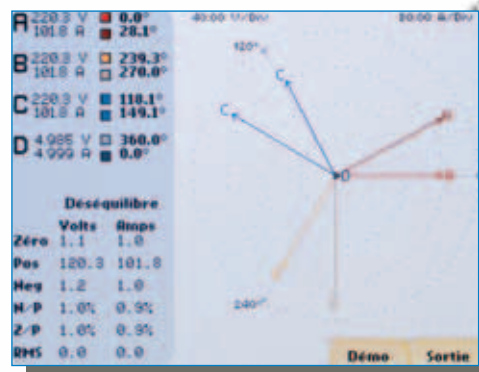 A 220.3 V 0.0°
101.8 A 28.1°
B 220.3 V 239.3°
101.8 A 270.0°
C 220.3 V 118.1°
101.8 A 149.1°
D 4.985 V 360.0°
4.999 A 0.0°
Déséquilibre
Volts Amps
Zéro 1.1 1.0
Pos 120.3 101.8
Neg 1.2 1.0
N/P 1.0% 0.9%
Z/P 1.0% 0.9%
RMS 0.0 0.0
40.00 V/Div
120°
C
C
D
240°
Démo Sortie